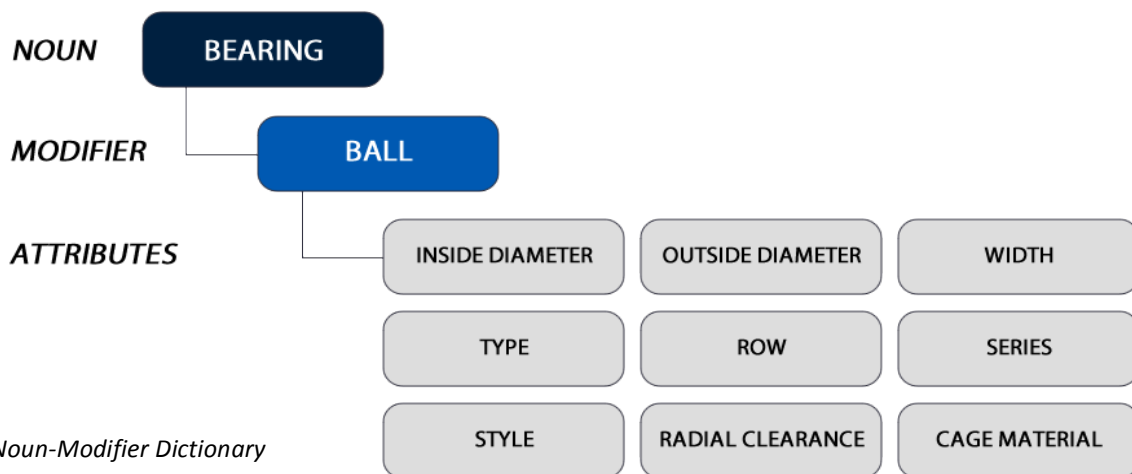 NOUN BEARING
MODIFIER BALL
ATTRIBUTES INSIDE DIAMETER OUTSIDE DIAMETER WIDTH
TYPE ROW SERIES
STYLE RADIAL CLEARANCE CAGE MATERIAL
Noun-Modifier Dictionary